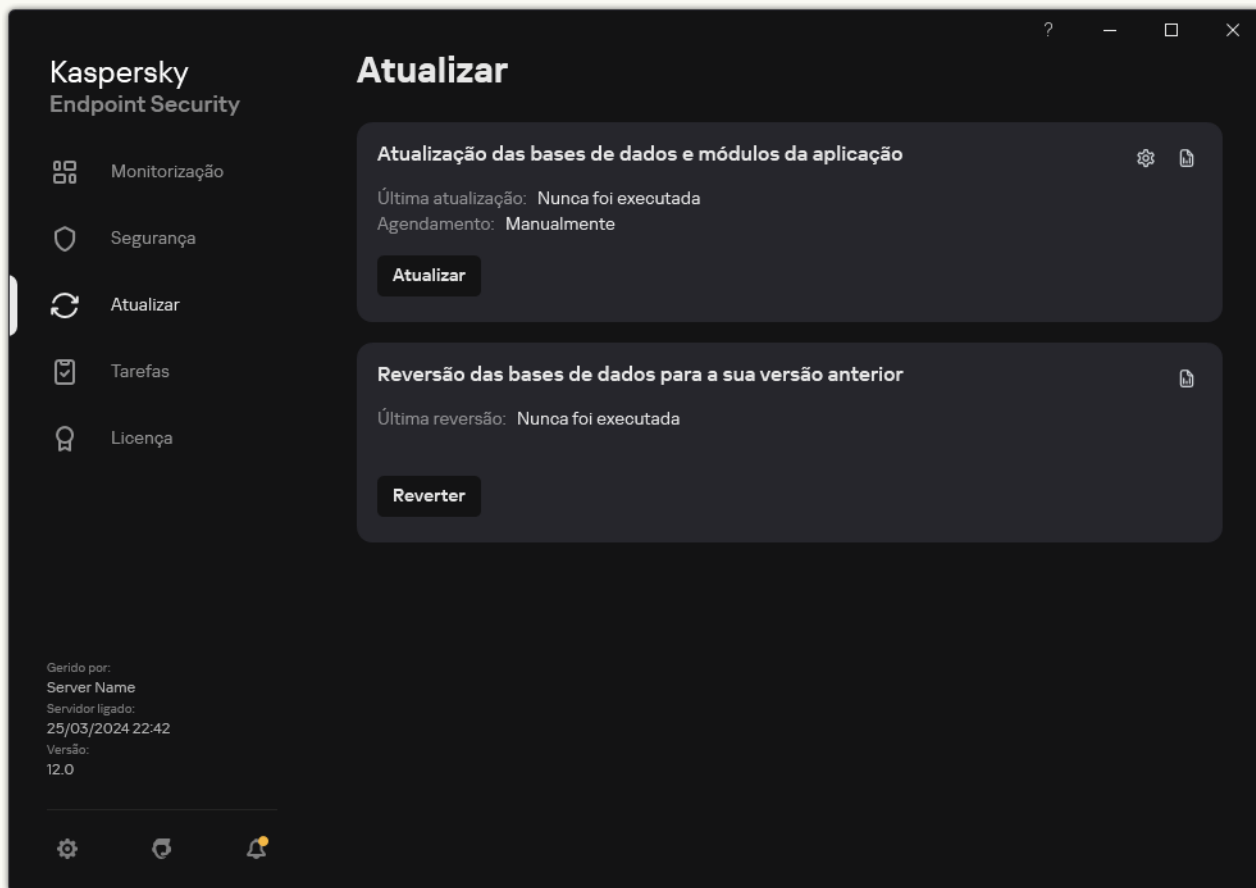 ?
Kaspersky
Endpoint Security
Monitorização
Segurança
Atualizar
Tarefas
Licença
Gerido por:
Server Name
Servidor ligado:
25/03/2024 22:42
Versão:
12.0
Atualizar
Atualização das bases de dados e módulos da aplicação
Última atualização: Nunca foi executada
Agendamento: Manualmente
Atualizar
Reversão das bases de dados para a sua versão anterior
Última reversão: Nunca foi executada
Reverter